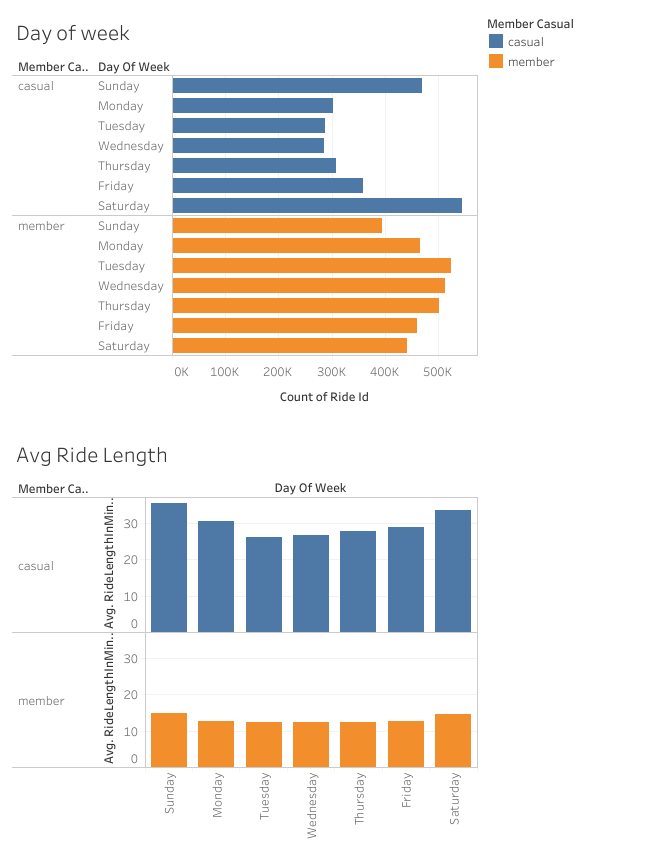 Day of week
Member Ca.. Day Of Week
casual Sunday
Monday
Tuesday
Wednesday
Thursday
Friday
Saturday
member Sunday
Monday
Tuesday
Wednesday
Thursday
Friday
Saturday
0K 100K 200K 300K 400K 500K
Count of Ride Id
Member Casual
casual
member
Avg Ride Length
Member Ca.. Day Of Week
casual
Avg. RideLengthInMin..
30
20
10
0
member
Avg. RideLengthInMin..
30
20
10
0
Sunday
Monday
Tuesday
Wednesday
Thursday
Friday
Saturday